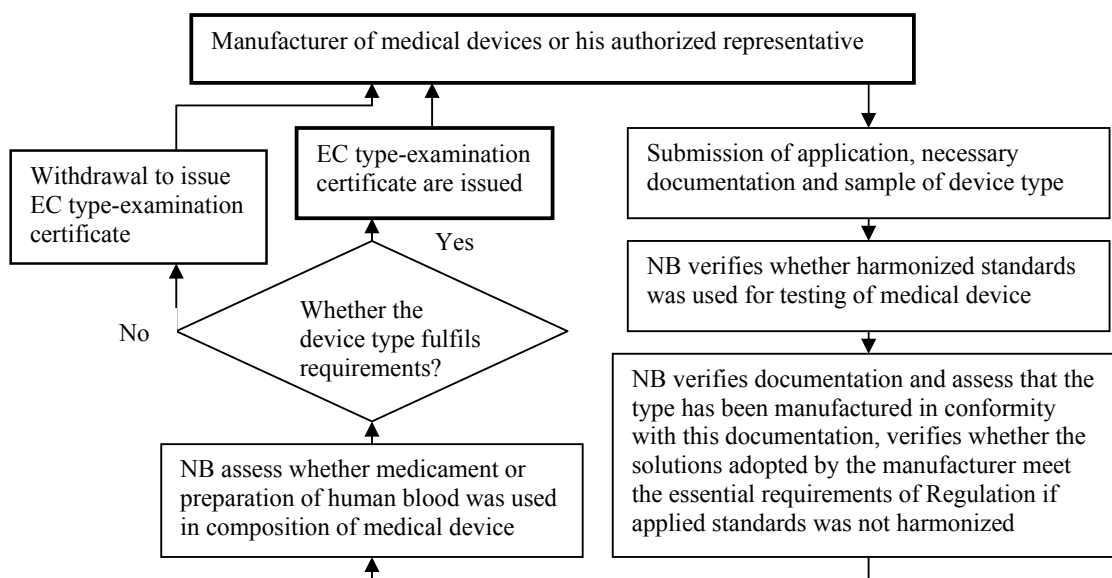 Manufacturer of medical devices or his authorized representative
Submission of application, necessary
documentation and sample of device type
NB verifies whether harmonized standards
was used for testing of medical device
NB verifies documentation and assess that the
type has been manufactured in conformity
with this documentation, verifies whether the
solutions adopted by the manufacturer meet
the essential requirements of Regulation if
applied standards was not harmonized
NB assess whether medicament or
preparation of human blood was used
in composition of medical device
Whether the
device type fulfils
requirements?
Yes
EC type-examination
certificate are issued
No
Withdrawal to issue
EC type-examination
certificate